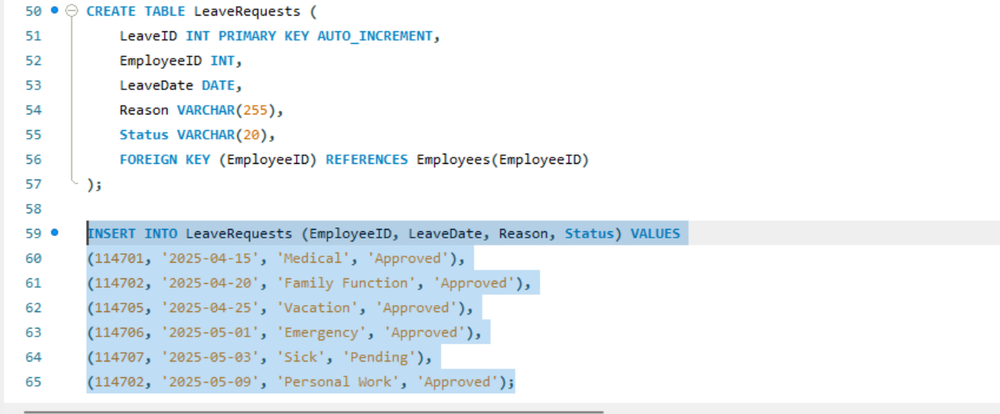 50 CREATE TABLE LeaveRequests (
51 LeaveID INT PRIMARY KEY AUTO_INCREMENT,
52 EmployeeID INT,
53 LeaveDate DATE,
54 Reason VARCHAR(255),
55 Status VARCHAR(20),
56 FOREIGN KEY (EmployeeID) REFERENCES Employees(EmployeeID)
57 );
58
59 INSERT INTO LeaveRequests (EmployeeID, LeaveDate, Reason, Status) VALUES
60 (114701, '2025-04-15', 'Medical', 'Approved'),
61 (114702, '2025-04-20', 'Family Function', 'Approved'),
62 (114705, '2025-04-25', 'Vacation', 'Approved'),
63 (114706, '2025-05-01', 'Emergency', 'Approved'),
64 (114707, '2025-05-03', 'Sick', 'Pending'),
65 (114702, '2025-05-09', 'Personal Work', 'Approved');